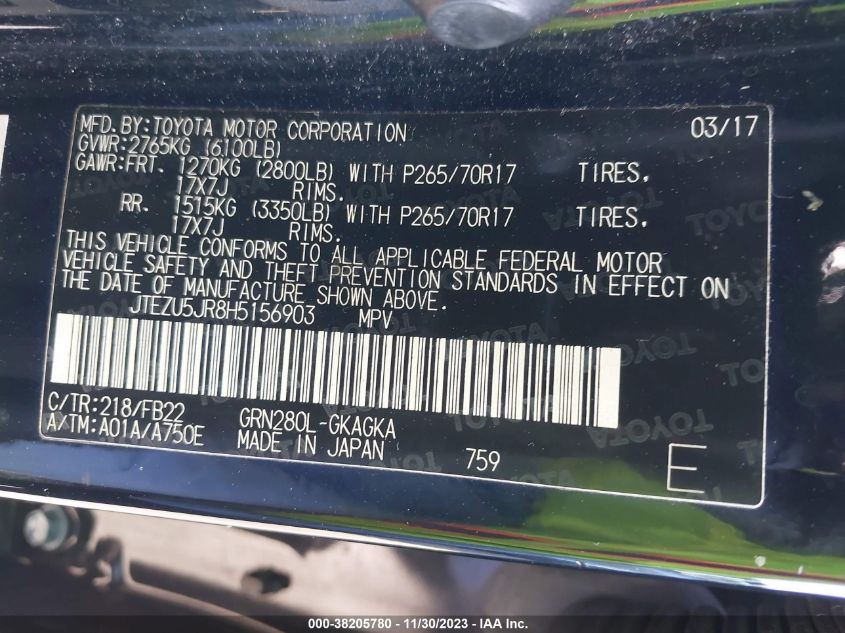 MFD. BY: TOYOTA MOTOR CORPORATION 03/17
GVWR: 2765KG (6100LB)
GAWR: FRT. 1270KG (2800LB) WITH P265/70R17 TIRES,
17X7J RIMS.
RR. 1515KG (3350LB) WITH P265/70R17 TIRES,
17X7J RIMS.
THIS VEHICLE CONFORMS TO ALL APPLICABLE FEDERAL MOTOR
VEHICLE SAFETY AND THEFT PREVENTION STANDARDS IN EFFECT ON
THE DATE OF MANUFACTURE SHOWN ABOVE.
JTEZU5JR8H5156903 MPV
C/TR: 218/FB22 GRN280L-GKAGKA
A/TM: A01A/A750E MADE IN JAPAN 759 E
000-38205780 - 11/30/2023 - IAA Inc.